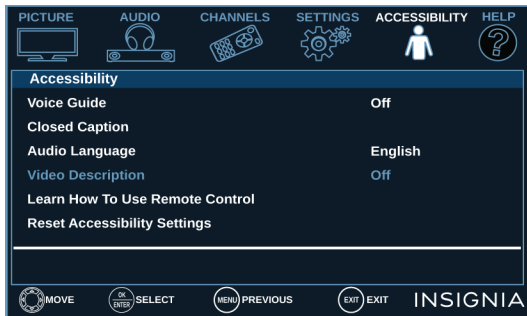 PICTURE AUDIO CHANNELS SETTINGS ACCESSIBILITY HELP
?
Accessibility
Voice Guide Off
Closed Caption
Audio Language English
Video Description Off
Learn How To Use Remote Control
Reset Accessibility Settings
MOVE OK ENTER SELECT MENU PREVIOUS EXIT EXIT INSIGNIA